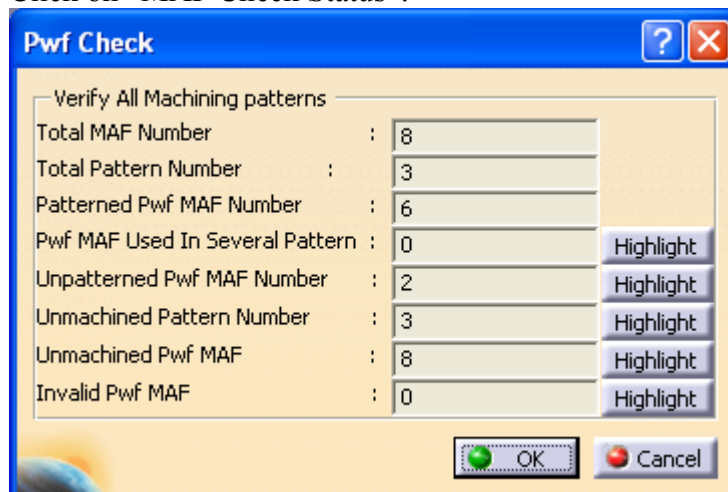 Pwf Check
Verify All Machining patterns
Total MAF Number : 8
Total Pattern Number : 3
Patterned Pwf MAF Number : 6
Pwf MAF Used In Several Pattern : 0 Highlight
Unpatterned Pwf MAF Number : 2 Highlight
Unmachined Pattern Number : 3 Highlight
Unmachined Pwf MAF : 8 Highlight
Invalid Pwf MAF : 0 Highlight
OK Cancel